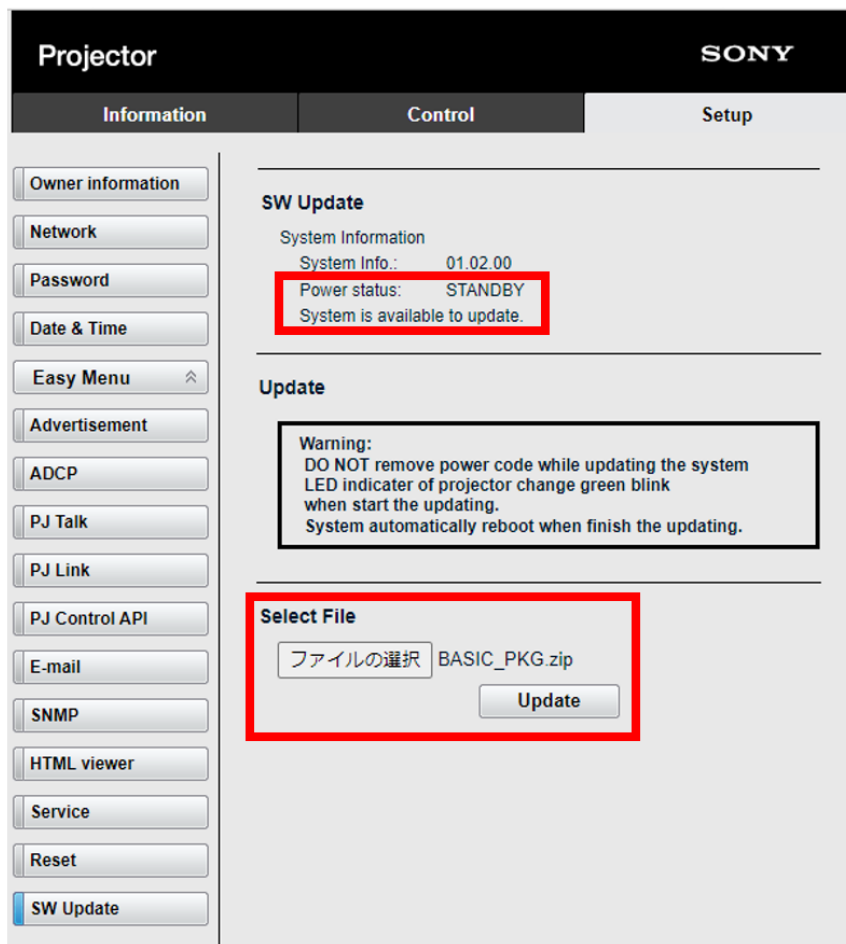 Projector
SONY
Information
Control
Setup
Owner information
Network
Password
Date & Time
Easy Menu
Advertisement
ADCP
PJ Talk
PJ Link
PJ Control API
E-mail
SNMP
HTML viewer
Service
Reset
SW Update
SW Update
System Information
System Info.: 01.02.00
Power status: STANDBY
System is available to update.
Update
Warning:
DO NOT remove power code while updating the system
LED indicater of projector change green blink
when start the updating.
System automatically reboot when finish the updating.
Select File
ファイルの選択 BASIC_PKG.zip
Update